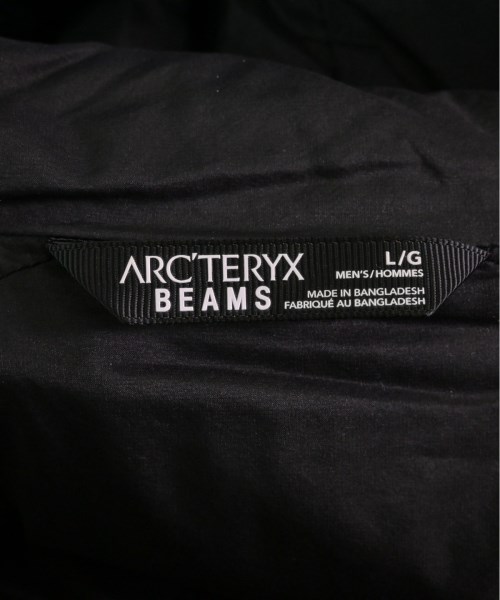 ARC'TERYX
BEAMS
L/G
MEN'S/HOMMES
MADE IN BANGLADESH
FABRIQUÉ AU BANGLADESH